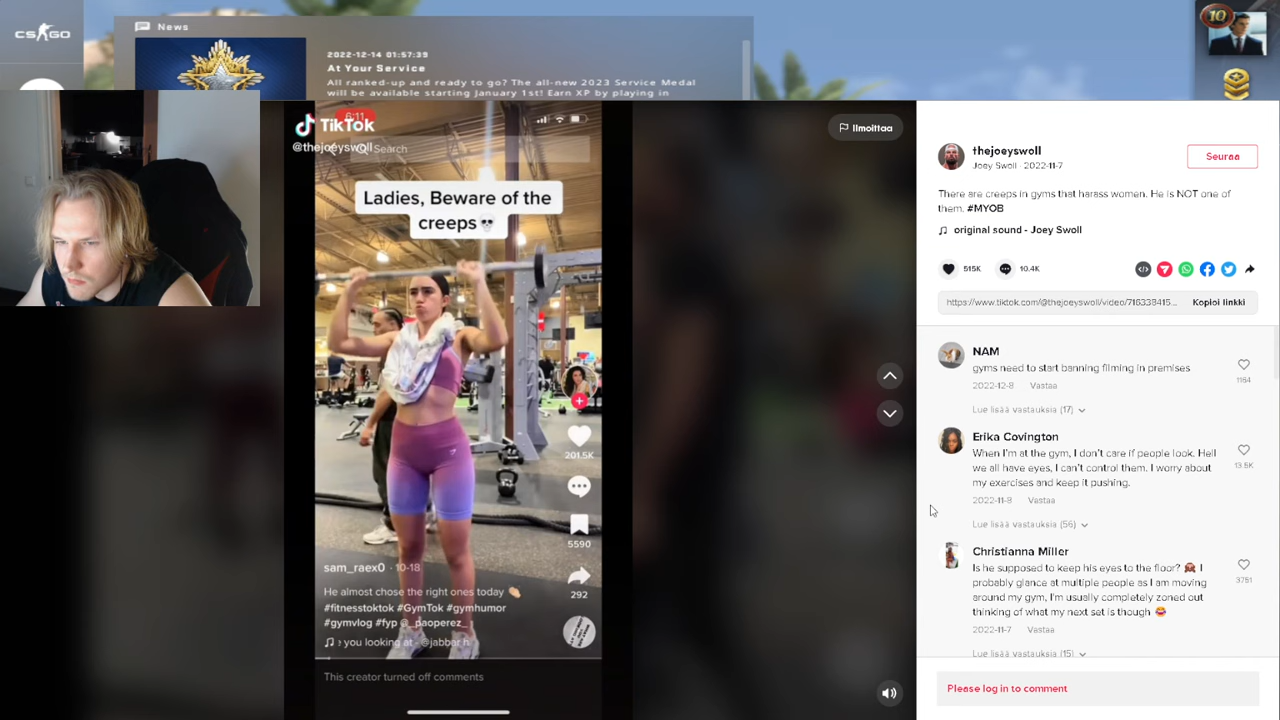 CS:GO
News
2022-12-14 01:57:39
At Your Service
All ranked-up and ready to go? The all-new 2023 Service Medal
will be available starting January 1st! Earn XP by playing in
10
6:11
TikTok
@thejoeyswoll
Search
Ladies, Beware of the
creeps💀
201.5K
5590
292
sam_raex0 · 10-18
He almost chose the right ones today 👏🏼
#fitnesstoktok #GymTok #gymhumor
#gymvlog #fyp @_paoperez_
e you looking at - @jabbar h
This creator turned off comments
Ilmoittaa
thejoeyswoll
Joey Swoll · 2022-11-7
Seuraa
There are creeps in gyms that harass women. He is NOT one of
them. #MYOB
original sound - Joey Swoll
515K
10.4K
https://www.tiktok.com/@thejoeyswoll/video/716338415...
Kopioi linkki
NAM
gyms need to start banning filming in premises
2022-12-8 Vastaa
1154
Lue lisää vastauksia (17)
Erika Covington
When I'm at the gym, I don't care if people look. Hell
we all have eyes, I can't control them. I worry about
my exercises and keep it pushing.
13.5K
2022-11-8 Vastaa
Lue lisää vastauksia (56)
Christianna Miller
Is he supposed to keep his eyes to the floor? 🙈 I
probably glance at multiple people as I am moving
around my gym, I'm usually completely zoned out
thinking of what my next set is though 😂
3751
2022-11-7 Vastaa
Lue lisää vastauksia (15)
Please log in to comment